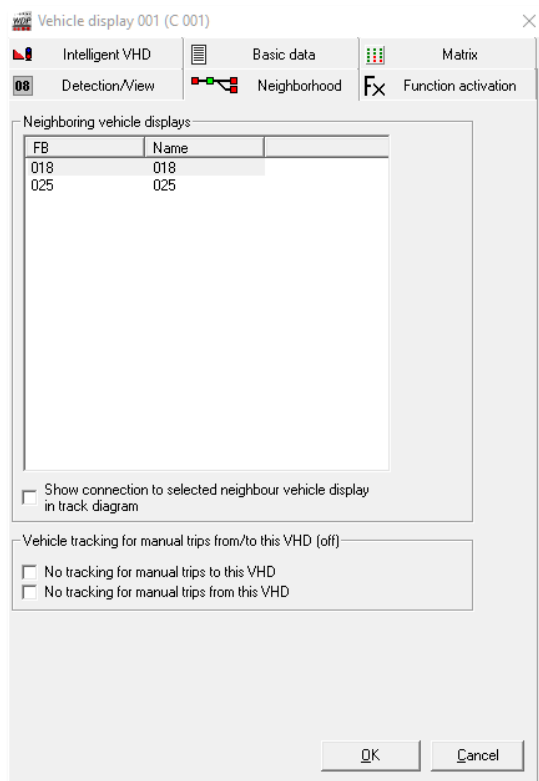 Vehicle display 001 (C 001)
Intelligent VHD Basic data Matrix
08 Detection/View Neighborhood Fx Function activation
Neighboring vehicle displays
FB Name
018 018
025 025
Show connection to selected neighbour vehicle display
in track diagram
Vehicle tracking for manual trips from/to this VHD (off)
No tracking for manual trips to this VHD
No tracking for manual trips from this VHD
OK Cancel